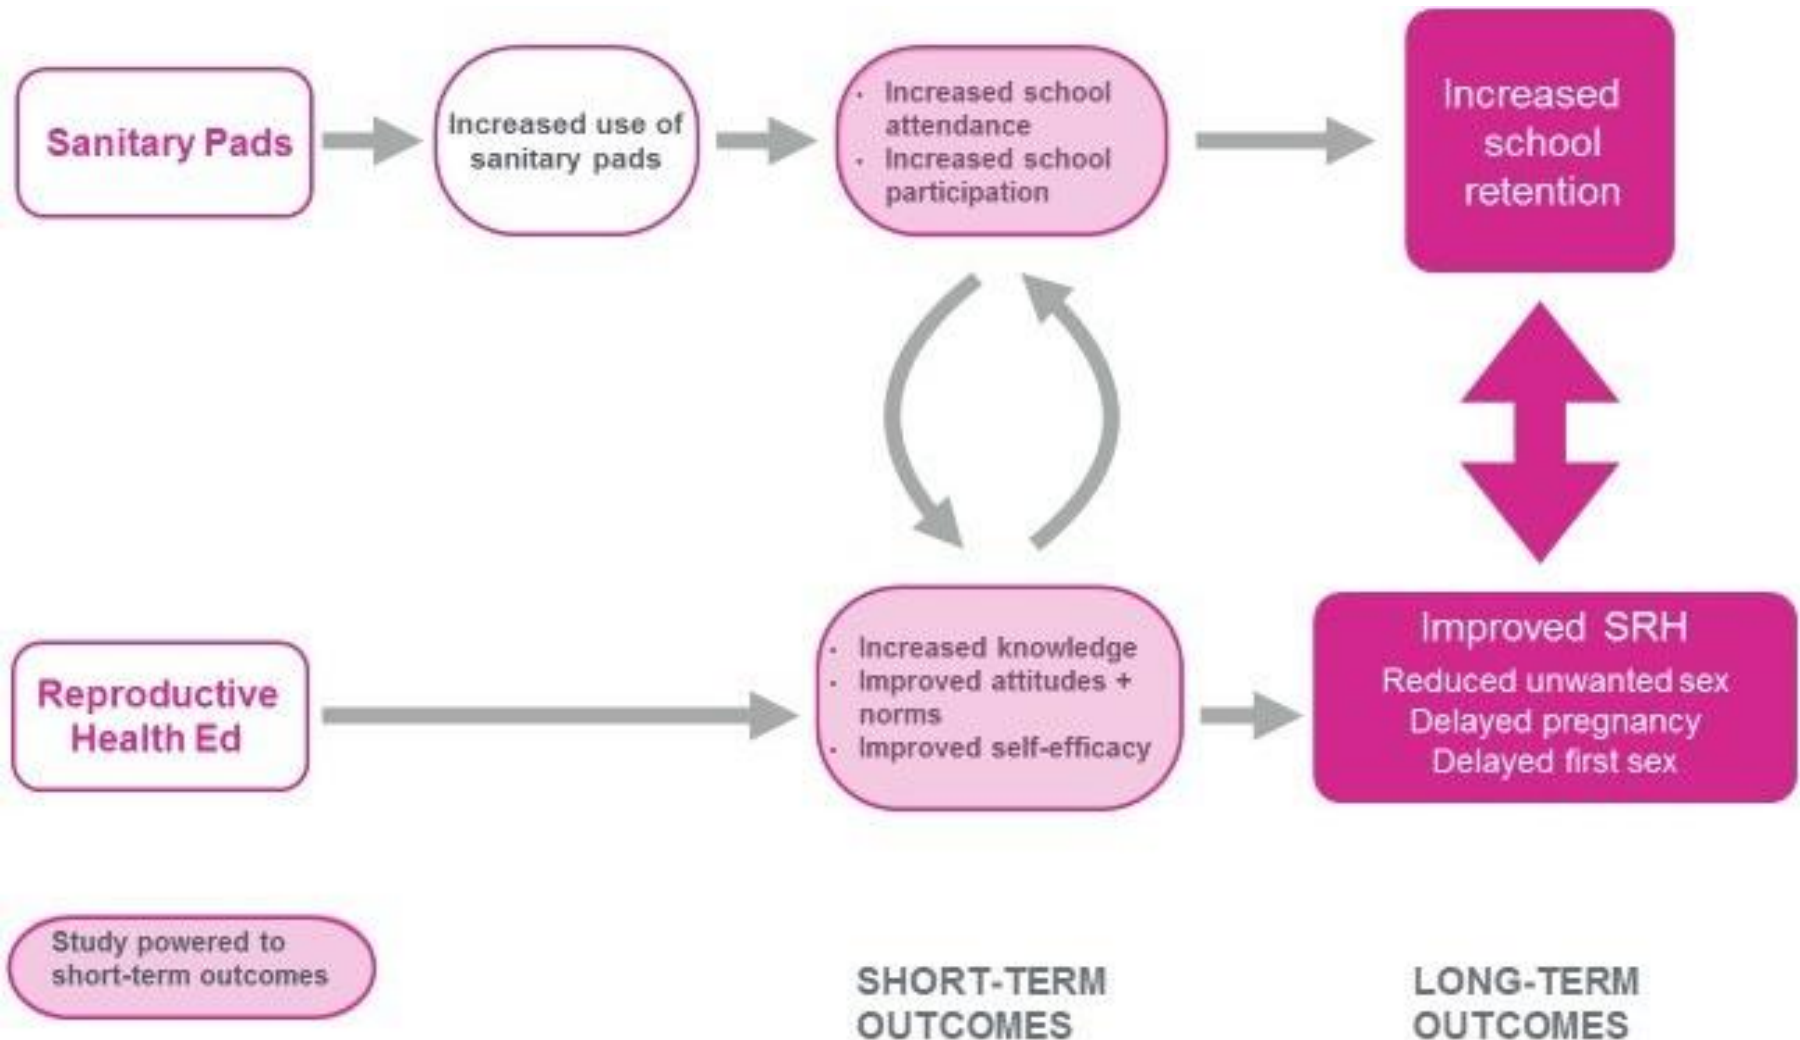 Sanitary Pads
Increased use of
sanitary pads
· Increased school
attendance
· Increased school
participation
Increased
school
retention
Reproductive
Health Ed
· Increased knowledge
· Improved attitudes +
norms
· Improved self-efficacy
Improved SRH
Reduced unwanted sex
Delayed pregnancy
Delayed first sex
Study powered to
short-term outcomes
SHORT-TERM
OUTCOMES
LONG-TERM
OUTCOMES